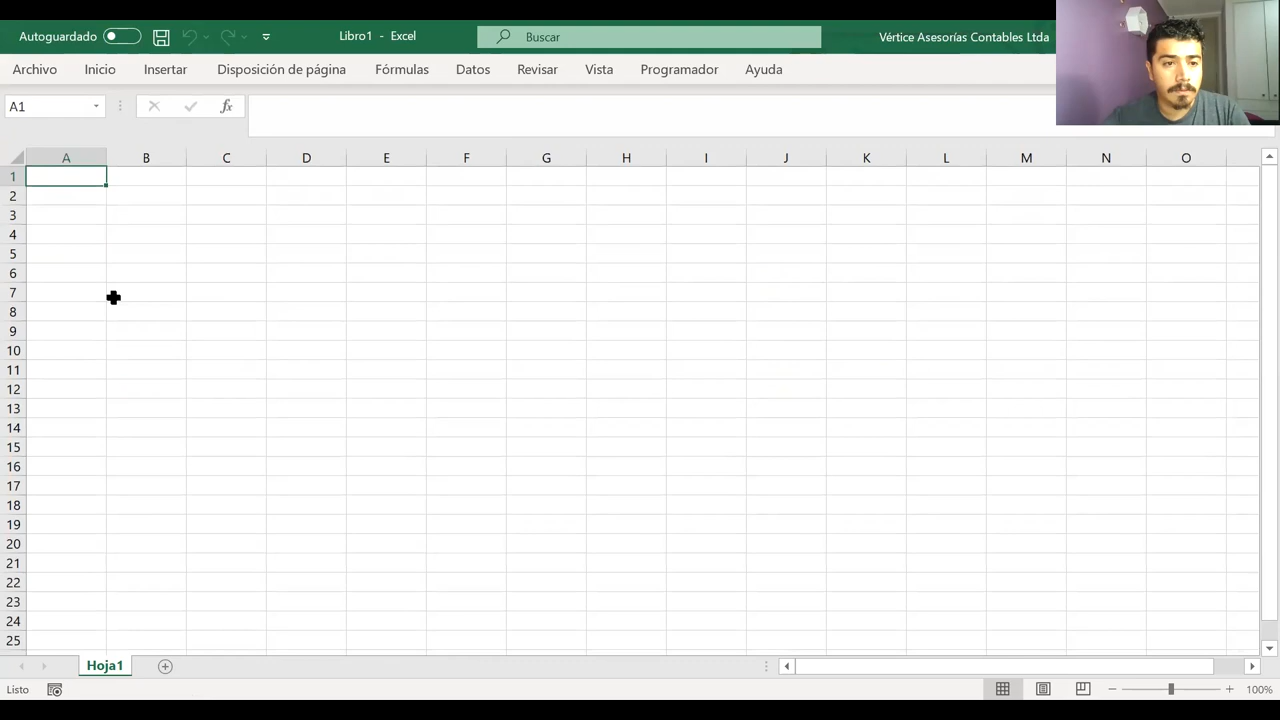 Autoguardado
Libro1 - Excel
Buscar
Vértice Asesorías Contables Ltda
Archivo Inicio Insertar Disposición de página Fórmulas Datos Revisar Vista Programador Ayuda
A1 fx
A B C D E F G H I J K L M N O
1
2
3
4
5
6
7
8
9
10
11
12
13
14
15
16
17
18
19
20
21
22
23
24
25
Hoja1
Listo 100%